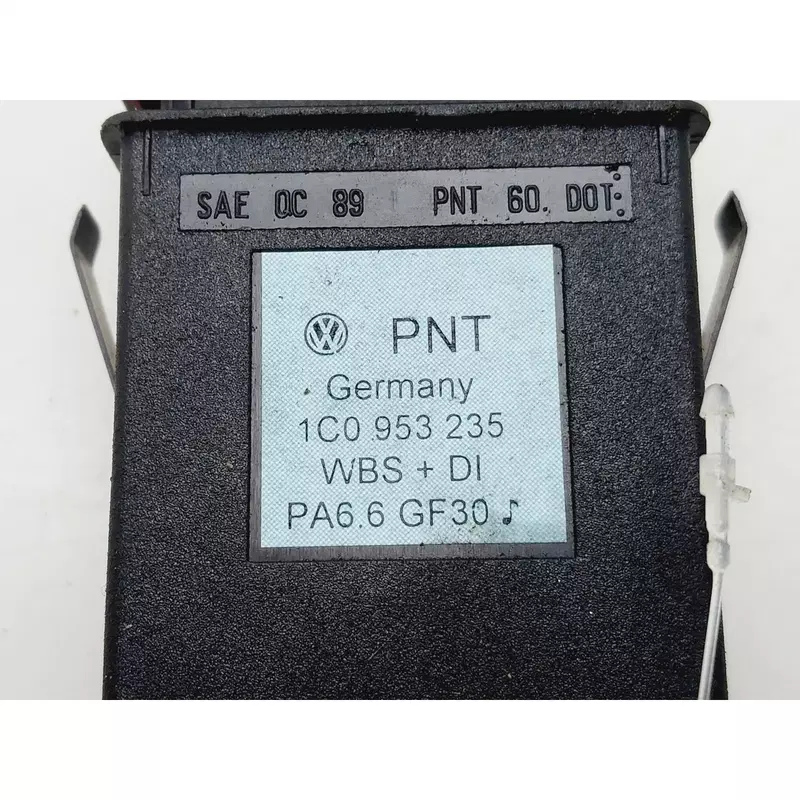 SAE QC 89 PNT 60. DOT:
PNT
Germany
1C0 953 235
WBS + DI
PA6.6 GF30 ♪